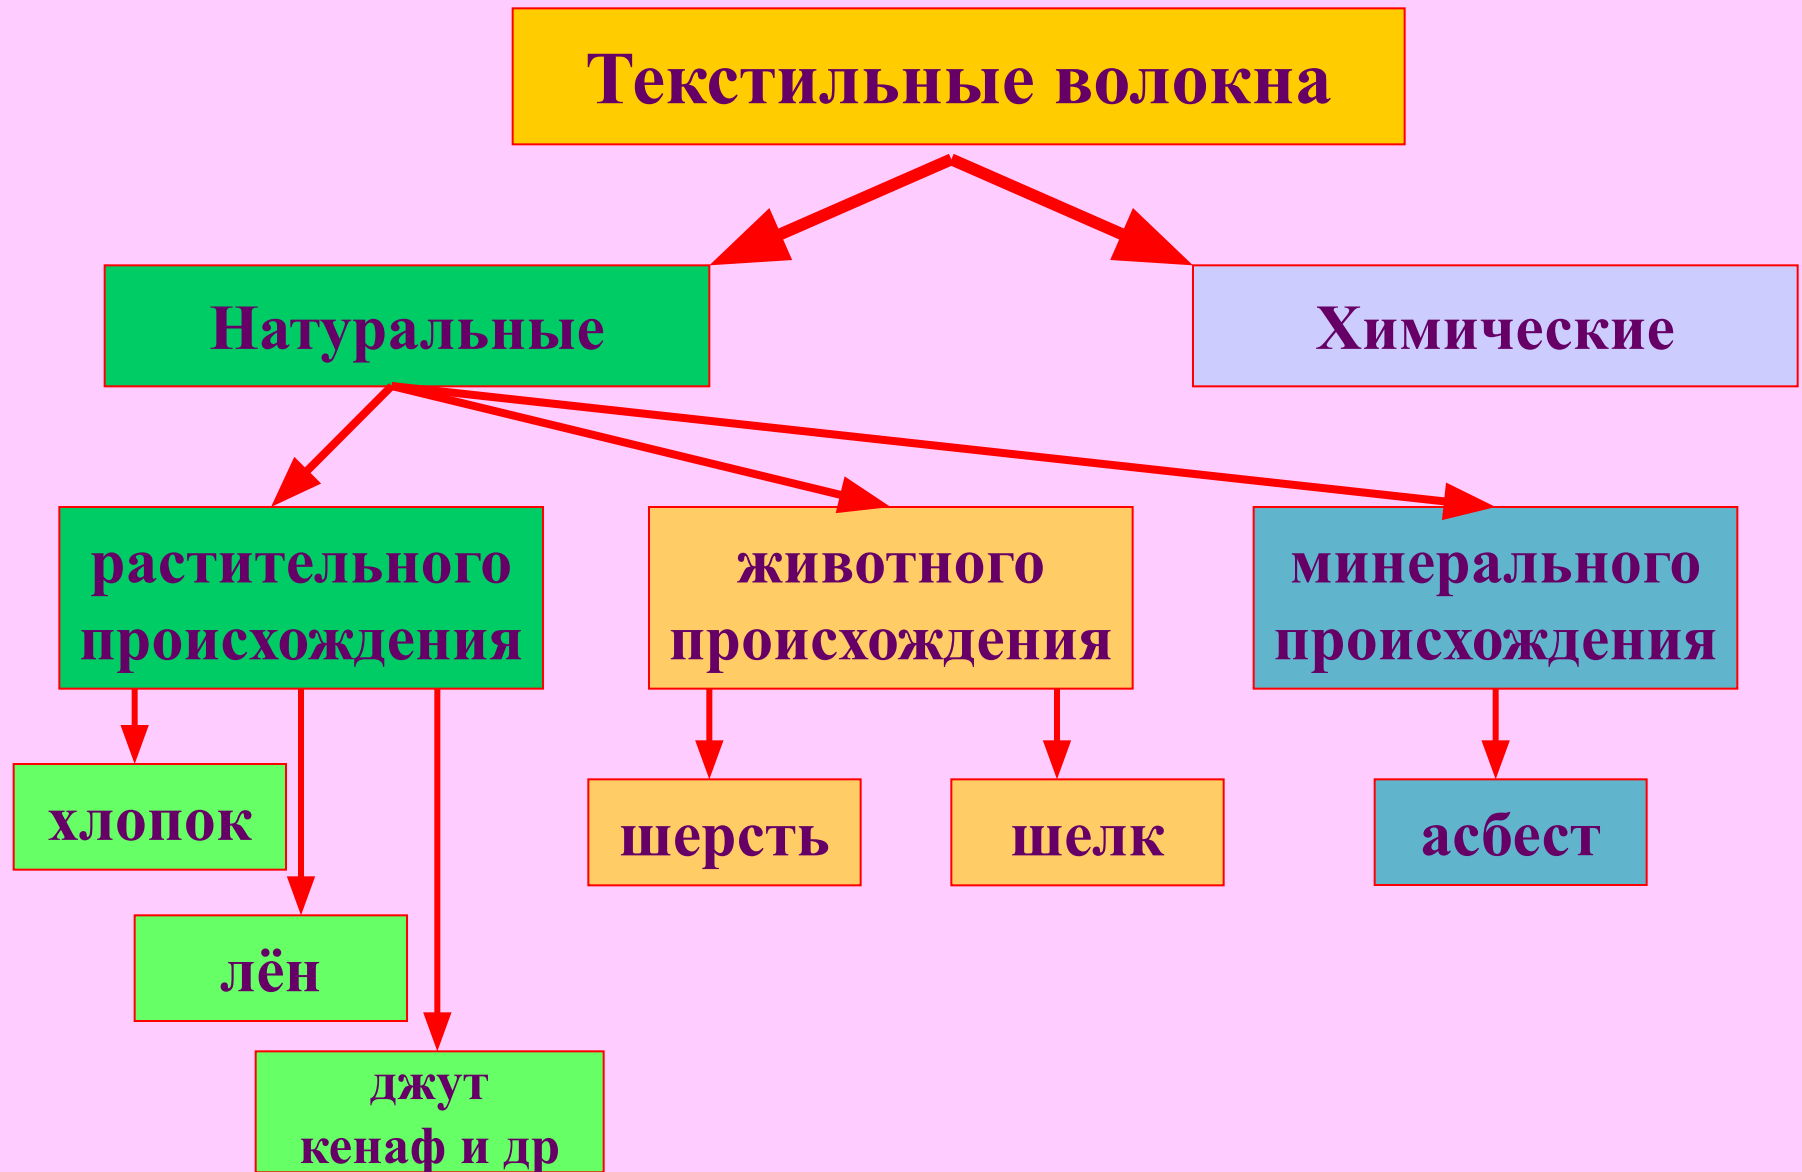 Текстильные волокна
Натуральные
Химические
растительного
происхождения
животного
происхождения
минерального
происхождения
хлопок
шерсть
шелк
асбест
лён
джут
кенаф и др